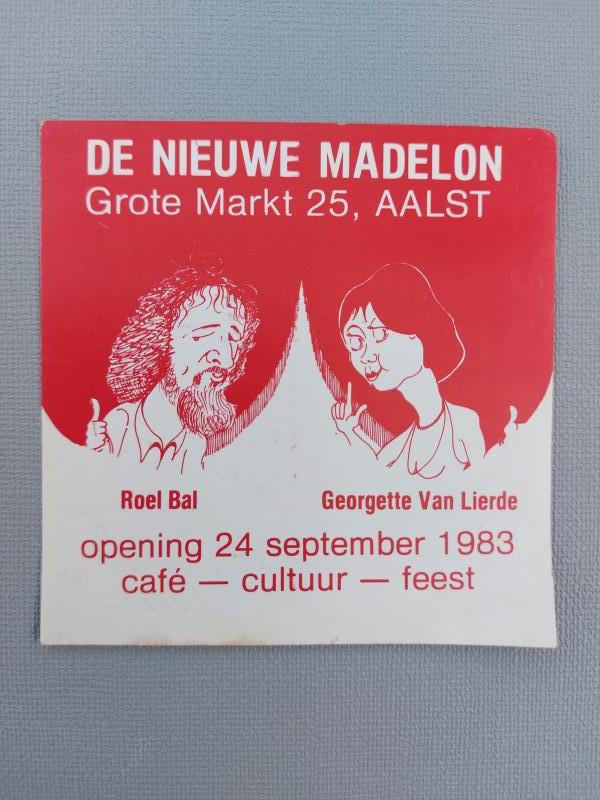 DE NIEUWE MADELON
Grote Markt 25, AALST
Roel Bal
Georgette Van Lierde
opening 24 september 1983
café — cultuur — feest